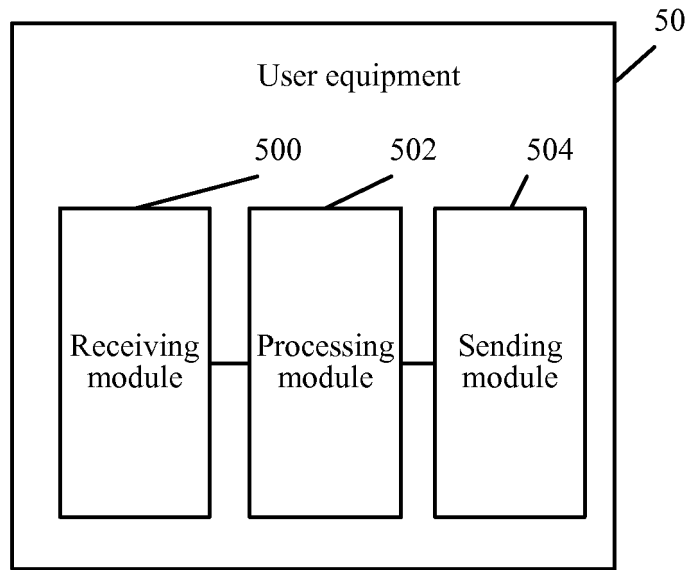 50
User equipment
500
502
504
Receiving
module
Processing
module
Sending
module